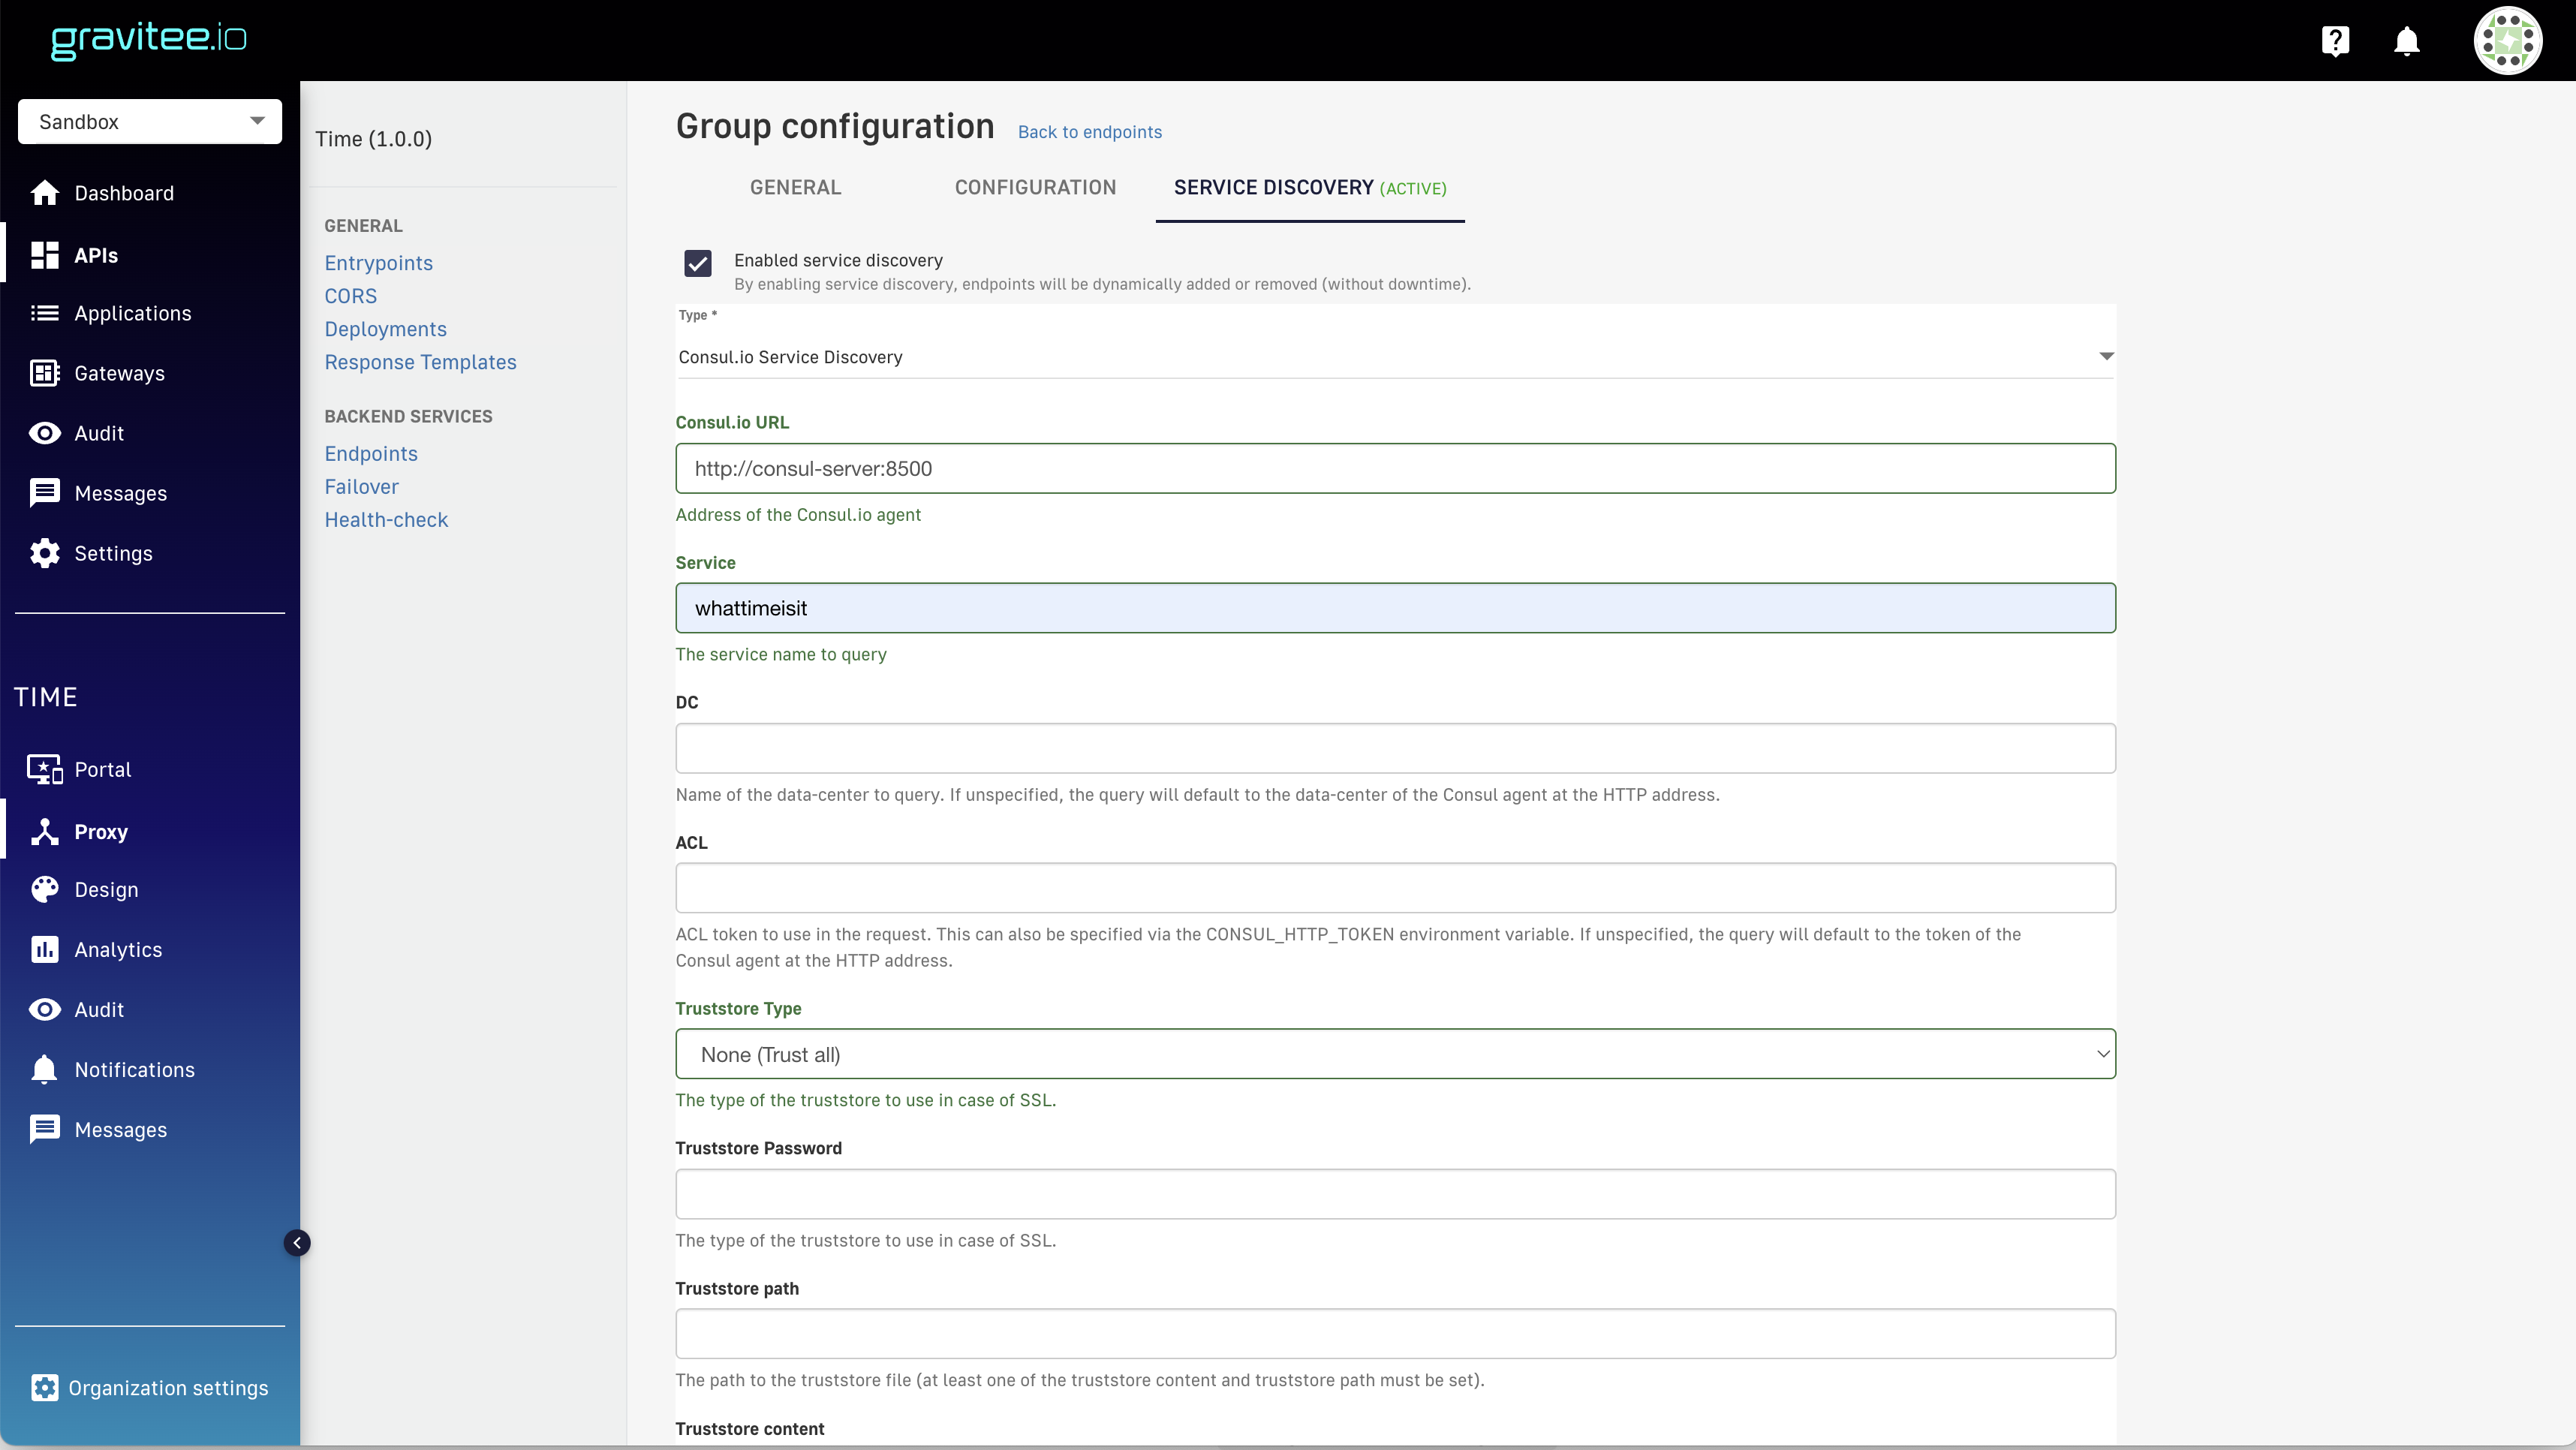 gravitee.io
Sandbox
Dashboard
APIs
Applications
Gateways
Audit
Messages
Settings
TIME
Portal
Proxy
Design
Analytics
Audit
Notifications
Messages
Organization settings
Time (1.0.0)
GENERAL
Entrypoints
CORS
Deployments
Response Templates
BACKEND SERVICES
Endpoints
Failover
Health-check
Group configuration Back to endpoints
GENERAL CONFIGURATION SERVICE DISCOVERY (ACTIVE)
Enabled service discovery
By enabling service discovery, endpoints will be dynamically added or removed (without downtime).
Type *
Consul.io Service Discovery
Consul.io URL
http://consul-server:8500
Address of the Consul.io agent
Service
whattimeisit
The service name to query
DC
Name of the data-center to query. If unspecified, the query will default to the data-center of the Consul agent at the HTTP address.
ACL
ACL token to use in the request. This can also be specified via the CONSUL_HTTP_TOKEN environment variable. If unspecified, the query will default to the token of the
Consul agent at the HTTP address.
Truststore Type
None (Trust all)
The type of the truststore to use in case of SSL.
Truststore Password
The type of the truststore to use in case of SSL.
Truststore path
The path to the truststore file (at least one of the truststore content and truststore path must be set).
Truststore content